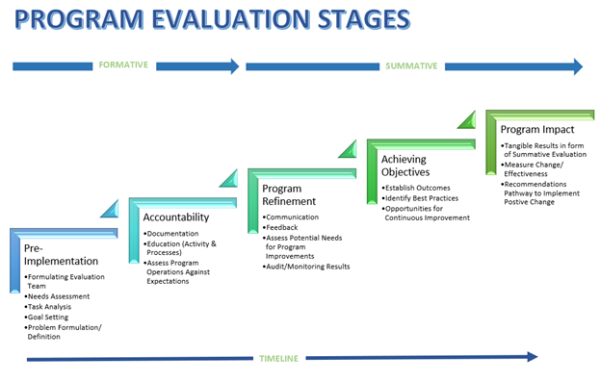 PROGRAM EVALUATION STAGES
FORMATIVE
SUMMATIVE
Pre-
Implementation
•Formulating Evaluation
Team
•Needs Assessment
•Task Analysis
•Goal Setting
•Problem Formulation/
Definition
Accountability
•Documentation
•Education (Activity &
Processes)
•Assess Program
Operations Against
Expectations
Program
Refinement
•Communication
•Feedback
•Assess Potential Needs
for Program
Improvements
•Audit/Monitoring Results
Achieving
Objectives
•Establish Outcomes
•Identify Best Practices
•Opportunities for
Continuous Improvement
Program Impact
•Tangible Results in form
of Summative Evaluation
•Measure Change/
Effectiveness
•Recommendations
Pathway to Implement
Postive Change
TIMELINE